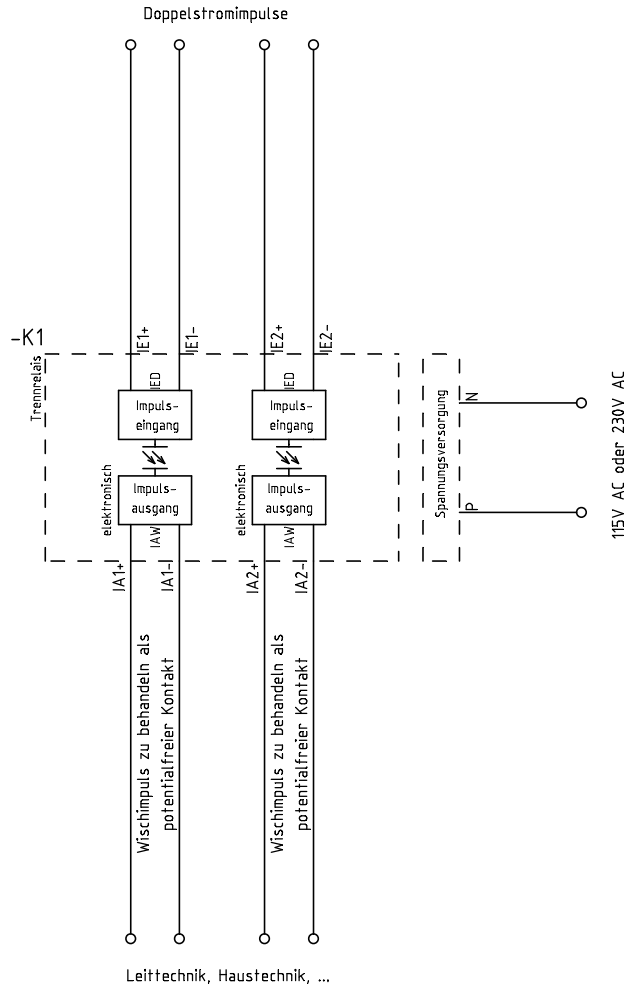 Doppelstromimpulse
IE1+
IE1-
IE2+
IE2-
-K1
Trennrelais
IED
IED
Impuls-
eingang
Impuls-
eingang
elektronisch
elektronisch
Impuls-
ausgang
Impuls-
ausgang
IAW
IAW
IA1+
IA1-
IA2+
IA2-
Spannungsversorgung
N
P
115V AC oder 230V AC
Wischimpuls zu behandeln als
potentialfreier Kontakt
Wischimpuls zu behandeln als
potentialfreier Kontakt
Leittechnik, Haustechnik, ...